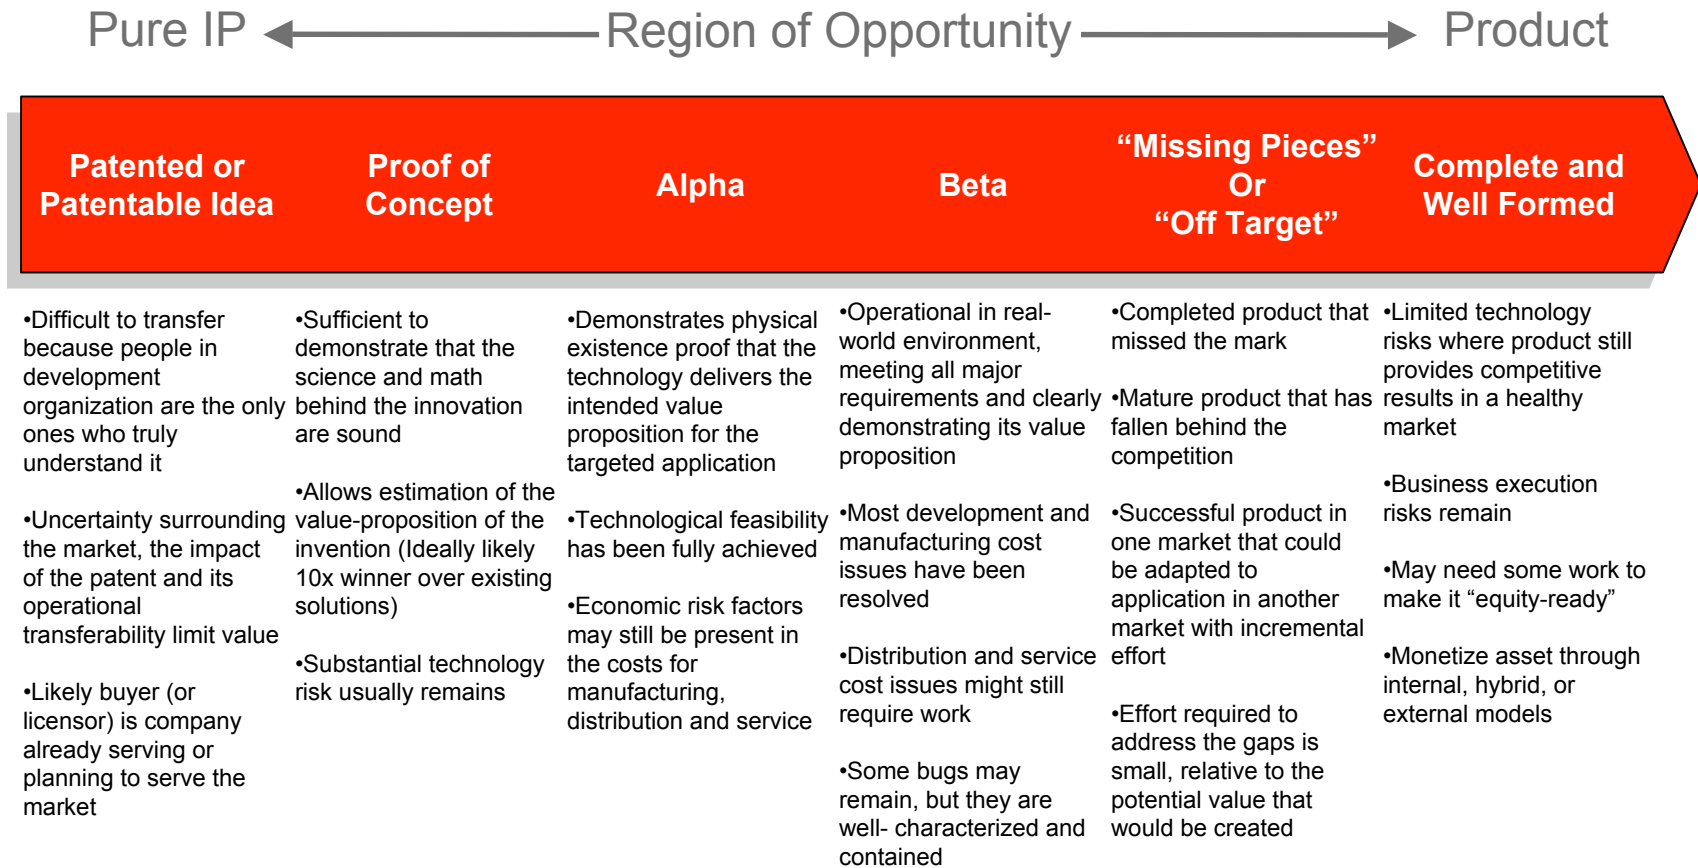 Pure IP
Region of Opportunity
Product
Patented or
Patentable Idea
Proof of
Concept
Alpha
Beta
“Missing Pieces”
Or
“Off Target”
Complete and
Well Formed
•Difficult to transfer
because people in
development
organization are the only
ones who truly
understand it
•Uncertainty surrounding
the market, the impact
of the patent and its
operational
transferability limit value
•Likely buyer (or
licensor) is company
already serving or
planning to serve the
market
•Sufficient to
demonstrate that the
science and math
behind the innovation
are sound
•Allows estimation of the
value-proposition of the
invention (Ideally likely
10x winner over existing
solutions)
•Substantial technology
risk usually remains
•Demonstrates physical
existence proof that the
technology delivers the
intended value
proposition for the
targeted application
•Technological feasibility
has been fully achieved
•Economic risk factors
may still be present in
the costs for
manufacturing,
distribution and service
•Operational in real-
world environment,
meeting all major
requirements and clearly
demonstrating its value
proposition
•Most development and
manufacturing cost
issues have been
resolved
•Distribution and service
cost issues might still
require work
•Some bugs may
remain, but they are
well- characterized and
contained
•Completed product that
missed the mark
•Mature product that has
fallen behind the
competition
•Successful product in
one market that could
be adapted to
application in another
market with incremental
effort
•Effort required to
address the gaps is
small, relative to the
potential value that
would be created
•Limited technology
risks where product still
provides competitive
results in a healthy
market
•Business execution
risks remain
•May need some work to
make it “equity-ready”
•Monetize asset through
internal, hybrid, or
external models